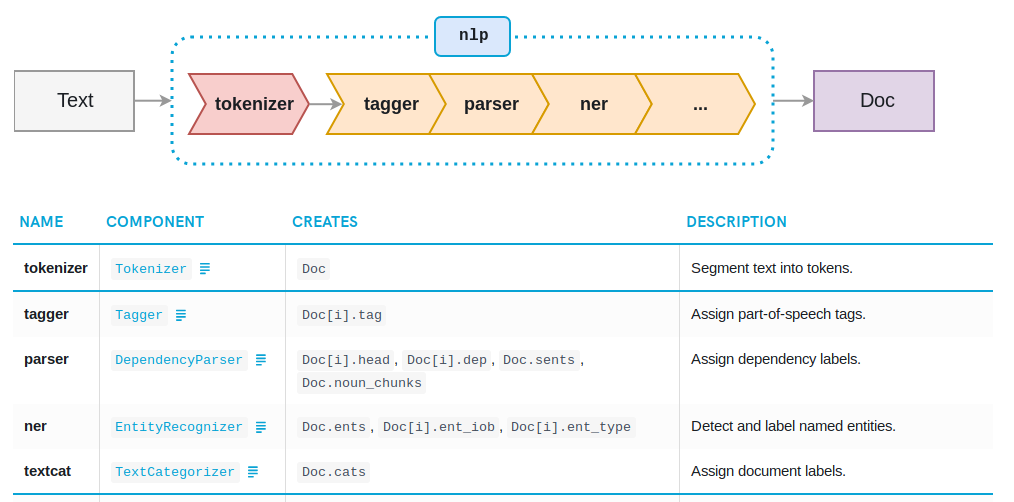 nlp
Text
tokenizer
tagger
parser
ner
...
Doc
NAME COMPONENT CREATES DESCRIPTION
tokenizer Tokenizer Doc Segment text into tokens.
tagger Tagger Doc[i].tag Assign part-of-speech tags.
parser DependencyParser Doc[i].head, Doc[i].dep, Doc.sents, Assign dependency labels.
Doc.noun_chunks
ner EntityRecognizer Doc.ents, Doc[i].ent_iob, Doc[i].ent_type Detect and label named entities.
textcat TextCategorizer Doc.cats Assign document labels.